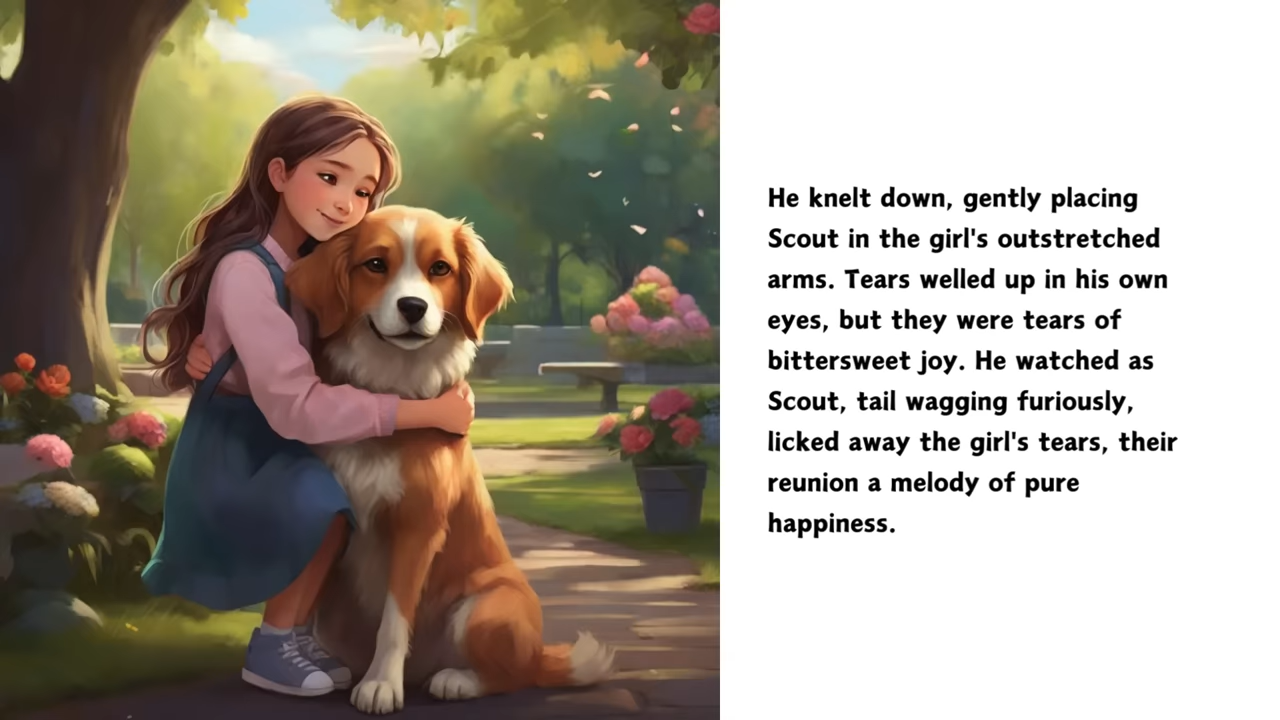 He knelt down, gently placing
Scout in the girl's outstretched
arms. Tears welled up in his own
eyes, but they were tears of
bittersweet joy. He watched as
Scout, tail wagging furiously,
licked away the girl's tears, their
reunion a melody of pure
happiness.